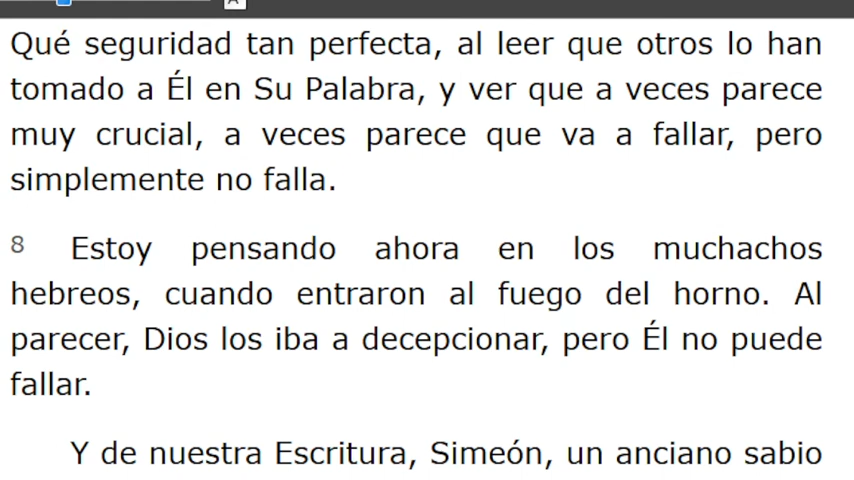 Qué seguridad tan perfecta, al leer que otros lo han
tomado a Él en Su Palabra, y ver que a veces parece
muy crucial, a veces parece que va a fallar, pero
simplemente no falla.
8 Estoy pensando ahora en los muchachos
hebreos, cuando entraron al fuego del horno. Al
parecer, Dios los iba a decepcionar, pero Él no puede
fallar.
Y de nuestra Escritura, Simeón, un anciano sabio